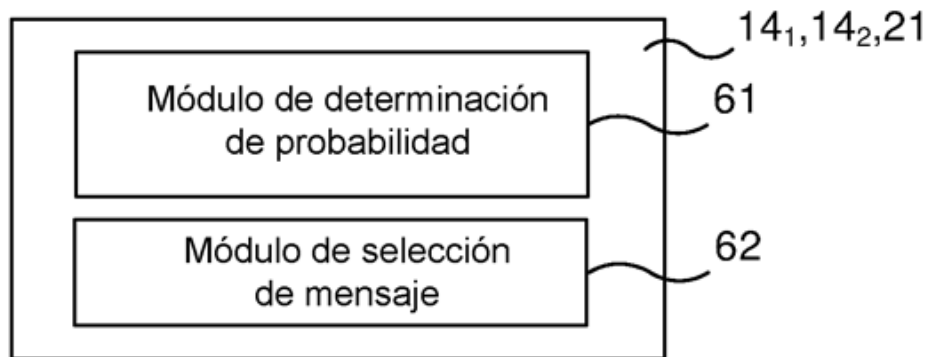 14₁,14₂,21
Módulo de determinación
de probabilidad
61
Módulo de selección
de mensaje
62